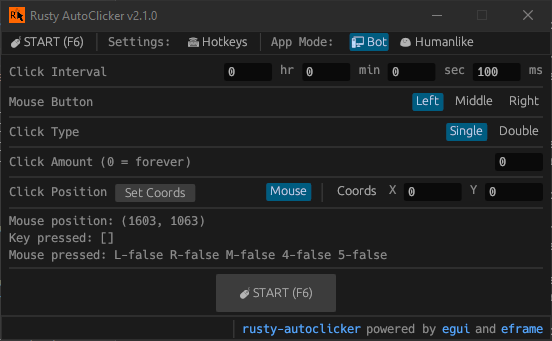 Rusty AutoClicker v2.1.0
START (F6) Settings: Hotkeys App Mode: Bot Humanlike
Click Interval 0 hr 0 min 0 sec 100 ms
Mouse Button Left Middle Right
Click Type Single Double
Click Amount (0 = forever) 0
Click Position Set Coords Mouse Coords X 0 Y 0
Mouse position: (1603, 1063)
Key pressed: []
Mouse pressed: L-false R-false M-false 4-false 5-false
START (F6)
rusty-autoclicker powered by egui and eframe